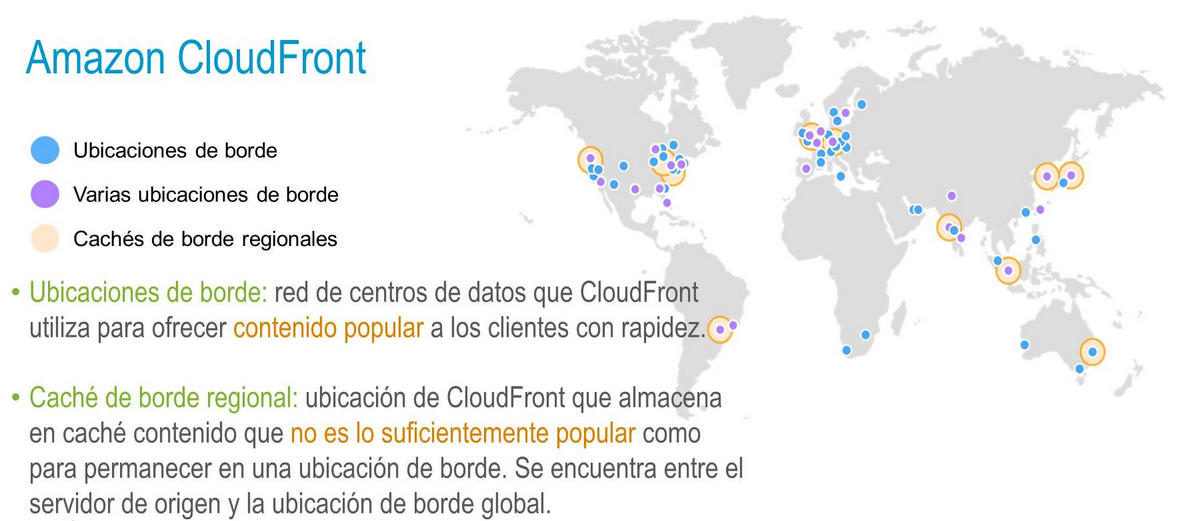 Amazon CloudFront
Ubicaciones de borde
Varias ubicaciones de borde
Cachés de borde regionales
• Ubicaciones de borde: red de centros de datos que CloudFront
utiliza para ofrecer contenido popular a los clientes con rapidez.
• Caché de borde regional: ubicación de CloudFront que almacena
en caché contenido que no es lo suficientemente popular como
para permanecer en una ubicación de borde. Se encuentra entre el
servidor de origen y la ubicación de borde global.